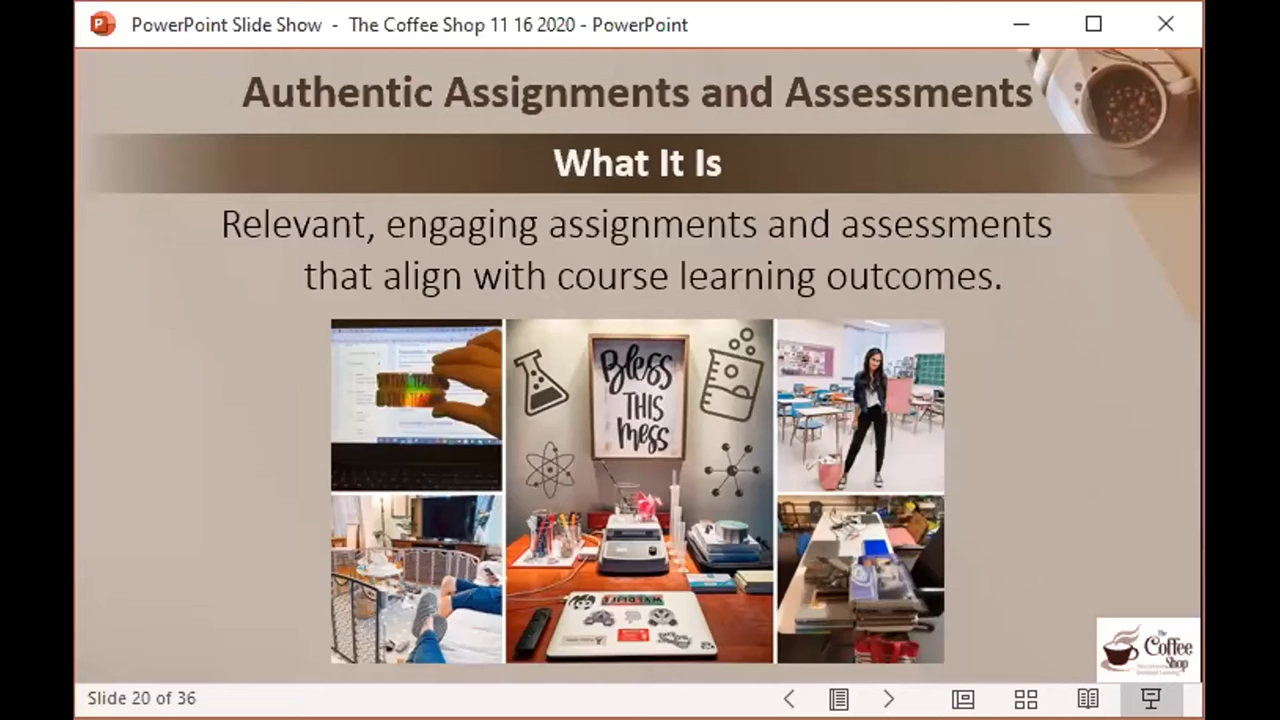 PowerPoint Slide Show - The Coffee Shop 11 16 2020 - PowerPoint
Authentic Assignments and Assessments
What It Is
Relevant, engaging assignments and assessments
that align with course learning outcomes.
Bless
THIS
Mess
The
Coffee
Shop
Slide 20 of 36